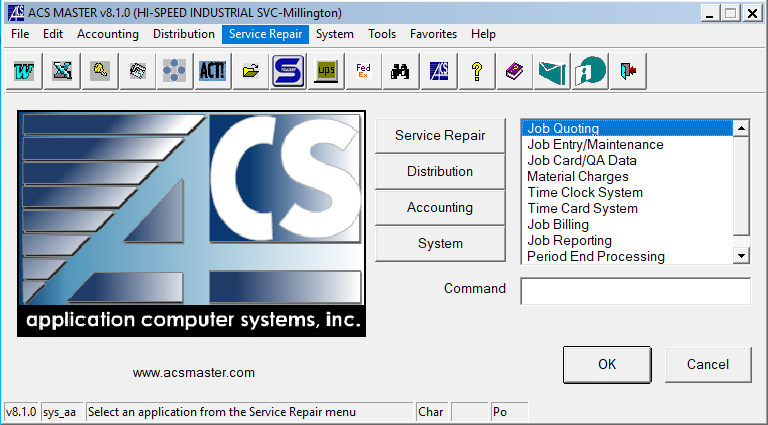 ACS MASTER v8.1.0 (HI-SPEED INDUSTRIAL SVC-Millington)
File Edit Accounting Distribution Service Repair System Tools Favorites Help
W X ACT! S ups Fed Ex ACS ?
ACS
application computer systems, inc.
www.acsmaster.com
Service Repair
Distribution
Accounting
System
Job Quoting
Job Entry/Maintenance
Job Card/QA Data
Material Charges
Time Clock System
Time Card System
Job Billing
Job Reporting
Period End Processing
Command
OK Cancel
v8.1.0 sys_aa Select an application from the Service Repair menu Char Po